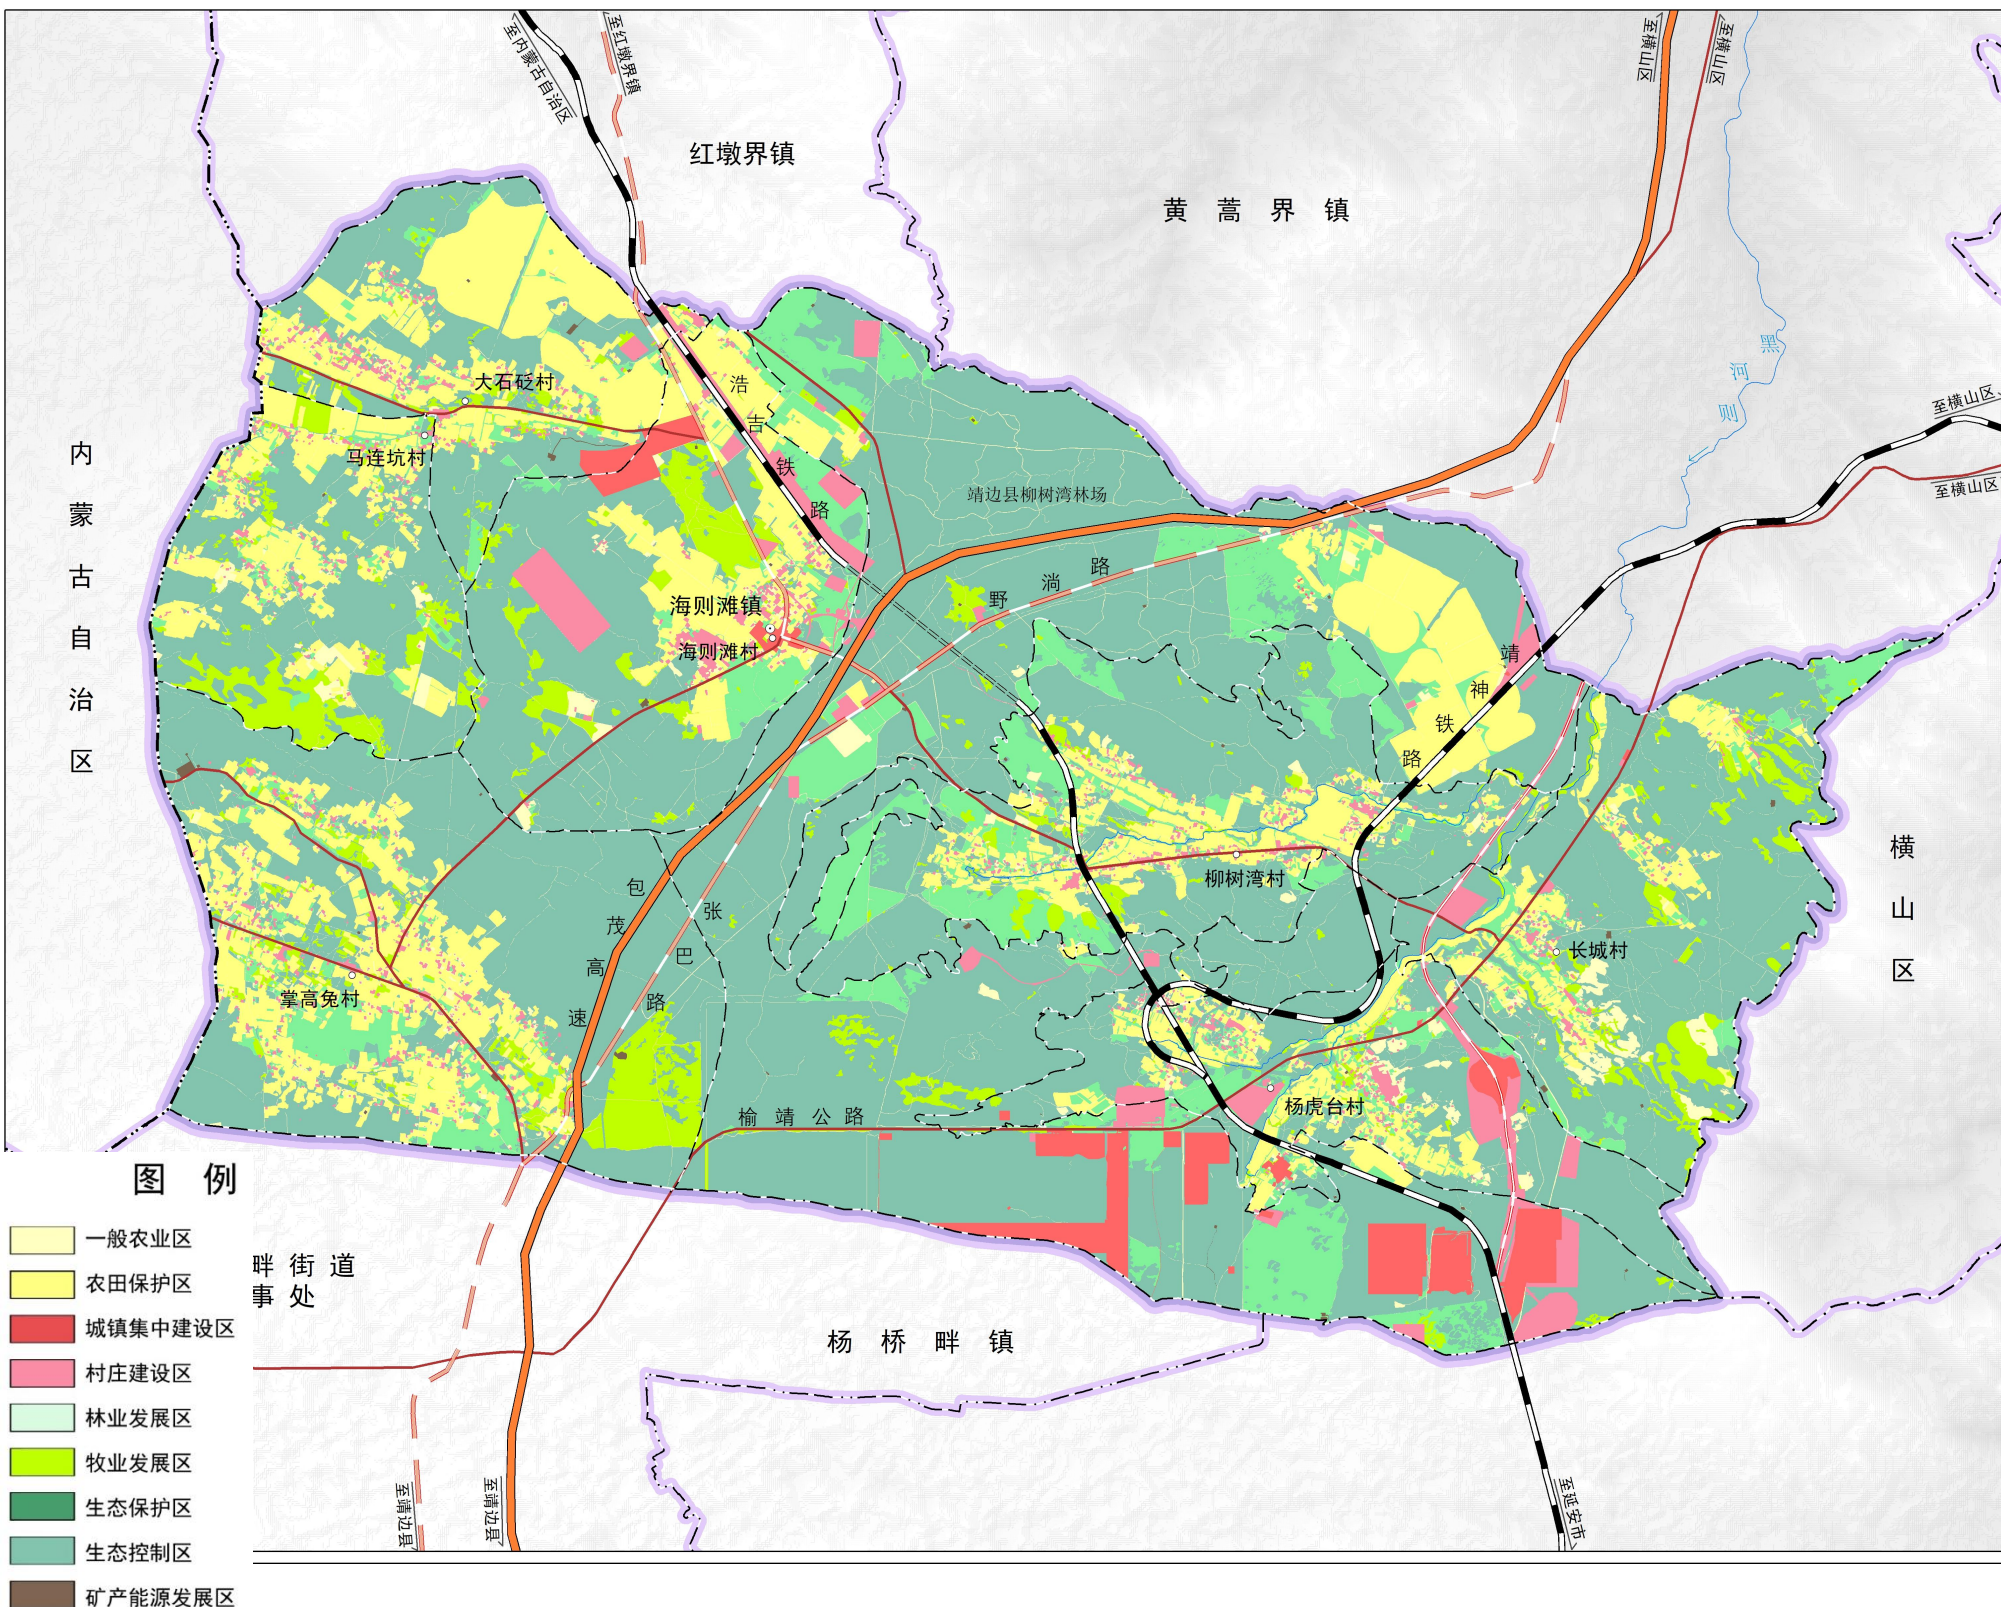 至内蒙古自治区
至红墩界镇
至横山区
至横山区
红墩界镇
黄蒿界镇
黑则河
至横山区
至横山区
大石砭村
浩吉铁路
马连坑村
内蒙古自治区
靖边县柳树湾林场
野淌路
海则滩镇
海则滩村
靖神铁路
柳树湾村
横山区
长城村
包茂高速
张巴路
掌高兔村
榆靖公路
杨虎台村
图例
一般农业区
农田保护区
城镇集中建设区
村庄建设区
林业发展区
牧业发展区
生态保护区
生态控制区
矿产能源发展区
畔街道
事处
杨桥畔镇
至靖边县
至靖边县
至延安市